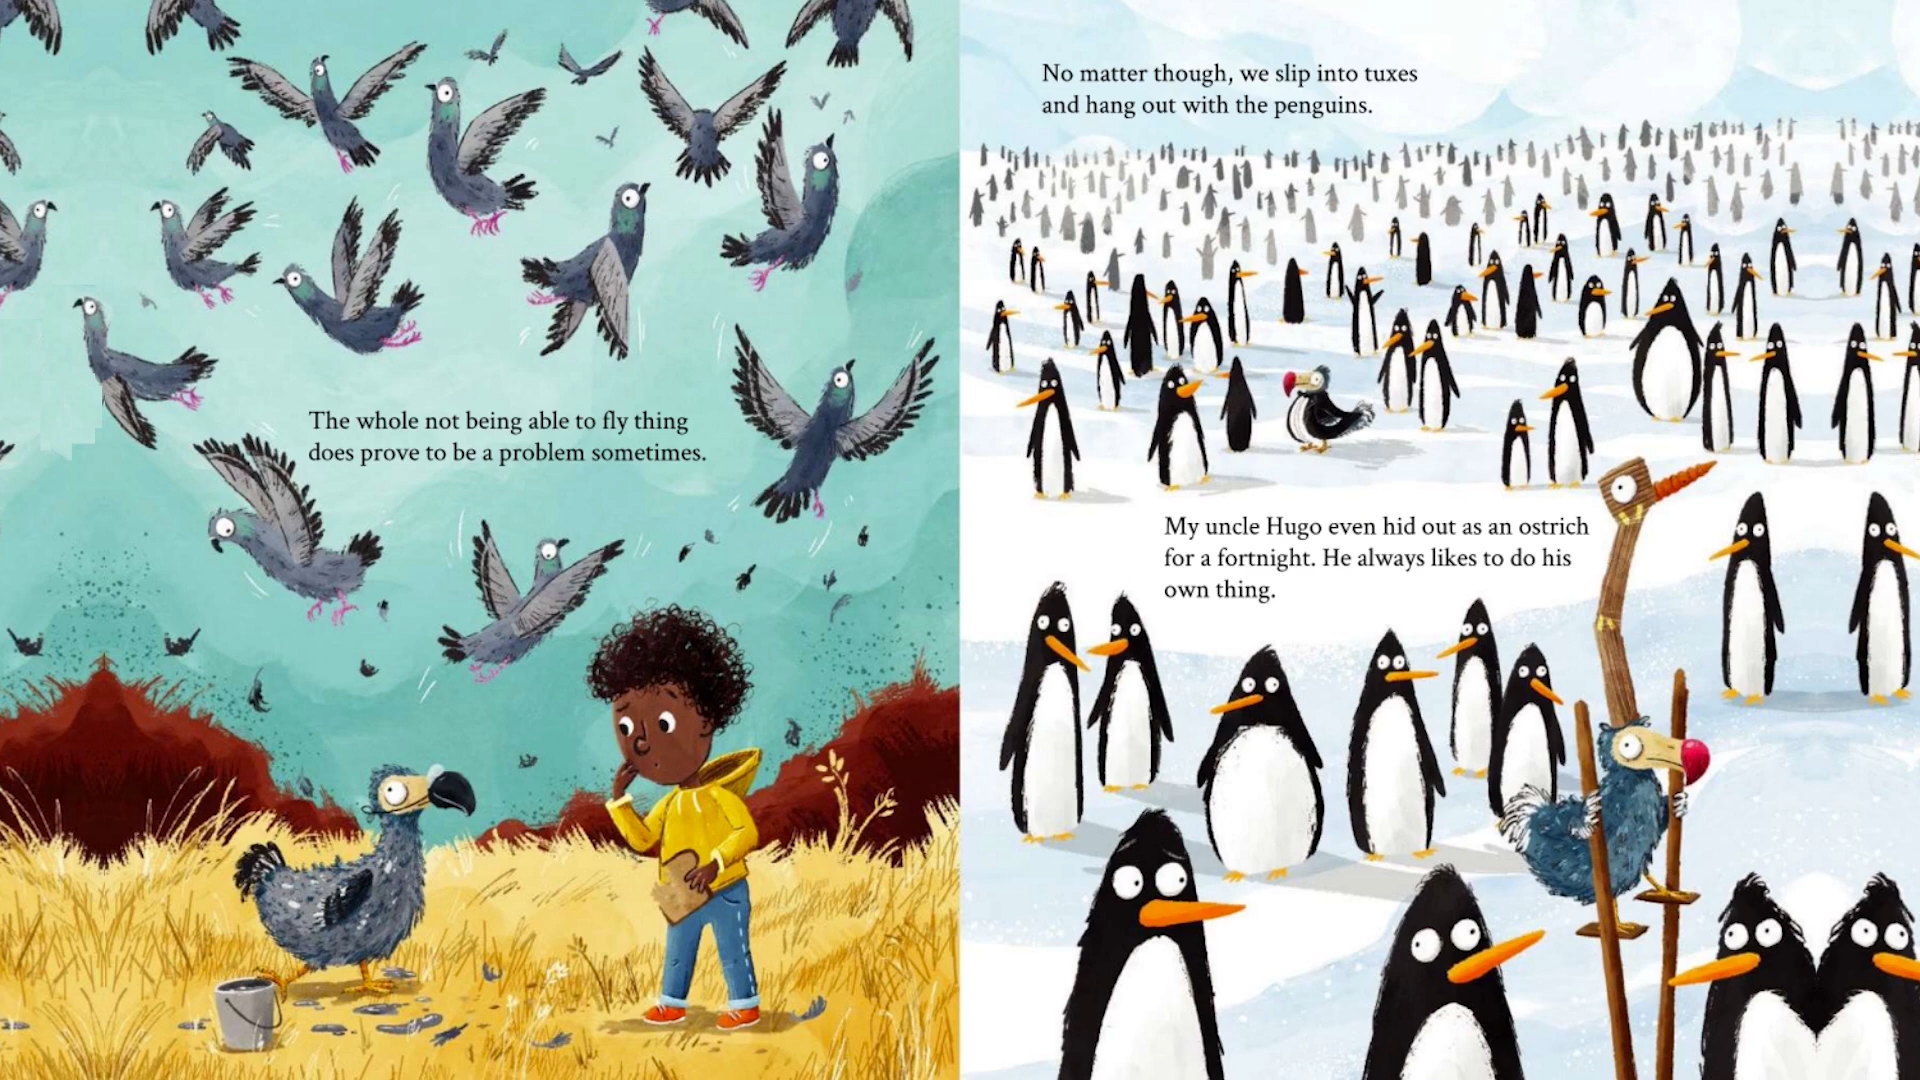 The whole not being able to fly thing
does prove to be a problem sometimes.
No matter though, we slip into tuxes
and hang out with the penguins.
My uncle Hugo even hid out as an ostrich
for a fortnight. He always likes to do his
own thing.